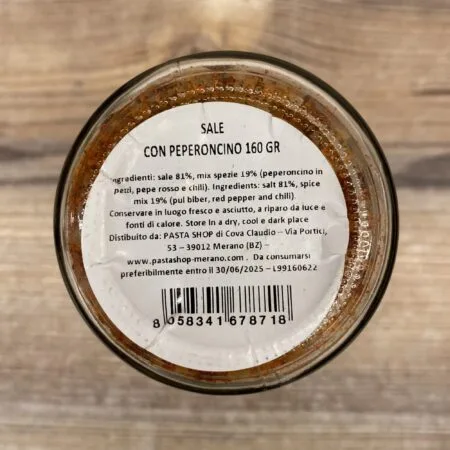 SALE
CON PEPERONCINO 160 GR
Ingredienti: sale 81%, mix spezie 19% (peperoncino in
pezzi, pepe rosso e chili). Ingredients: salt 81%, spice
mix 19% (pul biber, red pepper and chili).
Conservare in luogo fresco e asciutto, a riparo da luce e
fonti di calore. Store In a dry, cool e dark place
Distibuito da: PASTA SHOP di Cova Claudio – Via Portici,
53 – 39012 Merano (BZ) –
www.pastashop-merano.com . Da consumarsi
preferibilmente entro il 30/06/2025 – L99160622
8 058341 678718